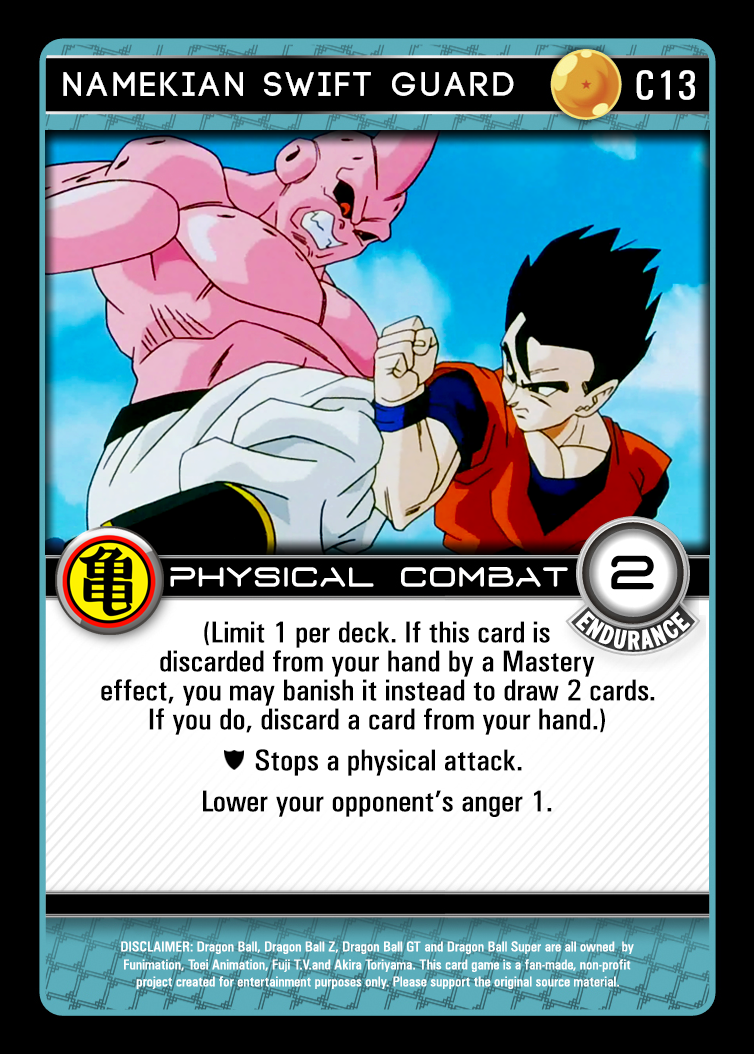 NAMEKIAN SWIFT GUARD C13
亀 PHYSICAL COMBAT 2
ENDURANCE
(Limit 1 per deck. If this card is
discarded from your hand by a Mastery
effect, you may banish it instead to draw 2 cards.
If you do, discard a card from your hand.)
Stops a physical attack.
Lower your opponent's anger 1.
DISCLAIMER: Dragon Ball, Dragon Ball Z, Dragon Ball GT and Dragon Ball Super are all owned by
Funimation, Toei Animation, Fuji T.V.and Akira Toriyama. This card game is a fan-made, non-profit
project created for entertainment purposes only. Please support the original source material.